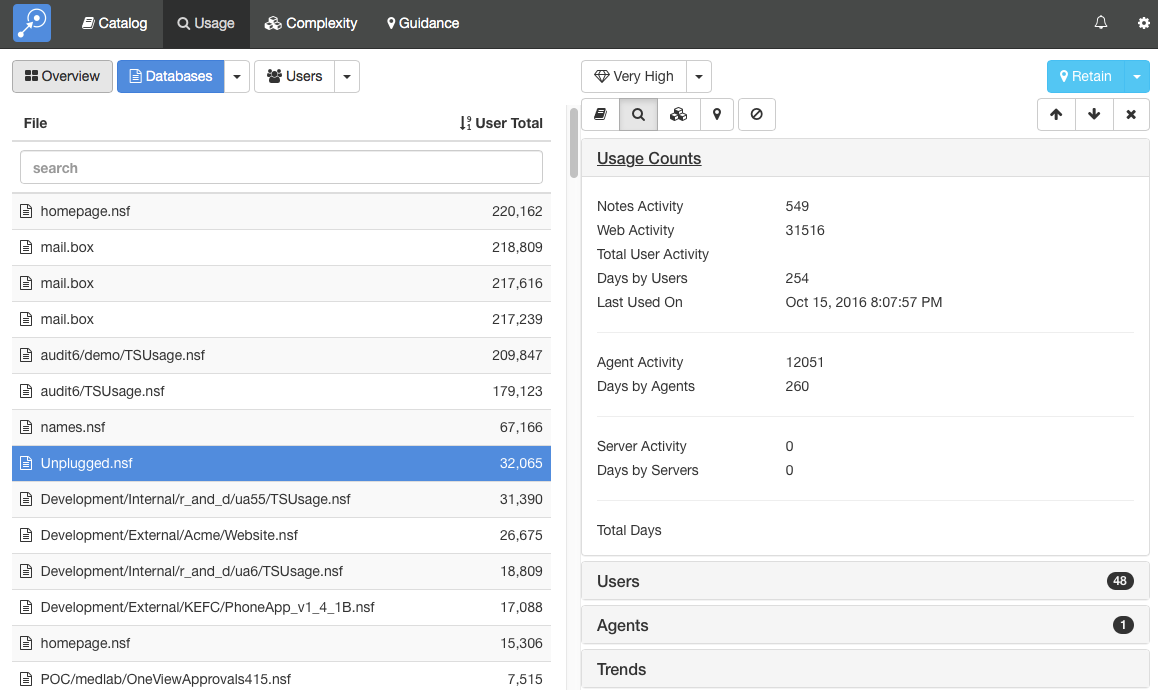 Catalog Usage Complexity Guidance
Overview Databases Users Very High Retain
File User Total
search
homepage.nsf 220,162
mail.box 218,809
mail.box 217,616
mail.box 217,239
audit6/demo/TSUsage.nsf 209,847
audit6/TSUsage.nsf 179,123
names.nsf 67,166
Unplugged.nsf 32,065
Development/Internal/r_and_d/ua55/TSUsage.nsf 31,390
Development/External/Acme/Website.nsf 26,675
Development/Internal/r_and_d/ua6/TSUsage.nsf 18,809
Development/External/KEFC/PhoneApp_v1_4_1B.nsf 17,088
homepage.nsf 15,306
POC/medlab/OneViewApprovals415.nsf 7,515
Usage Counts
Notes Activity 549
Web Activity 31516
Total User Activity
Days by Users 254
Last Used On Oct 15, 2016 8:07:57 PM
Agent Activity 12051
Days by Agents 260
Server Activity 0
Days by Servers 0
Total Days
Users 48
Agents 1
Trends